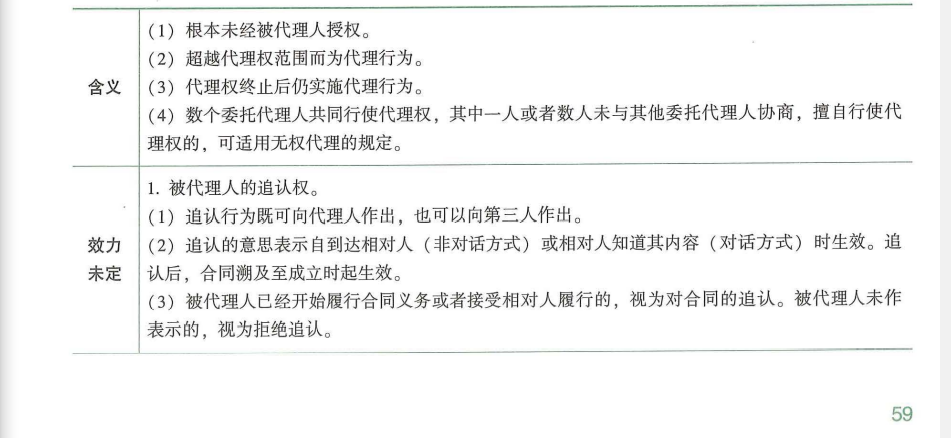 (1)根本未经被代理人授权。
(2)超越代理权范围而为代理行为。
含义
(3)代理权终止后仍实施代理行为。
(4)数个委托代理人共同行使代理权，其中一人或者数人未与其他委托代理人协商，擅自行使代
理权的，可适用无权代理的规定。
1. 被代理人的追认权。
(1)追认行为既可向代理人作出，也可以向第三人作出。
效力
未定
(2)追认的意思表示自到达相对人（非对话方式）或相对人知道其内容（对话方式）时生效。追
认后，合同溯及至成立时起生效。
(3)被代理人已经开始履行合同义务或者接受相对人履行的，视为对合同的追认。被代理人未作
表示的，视为拒绝追认。
59